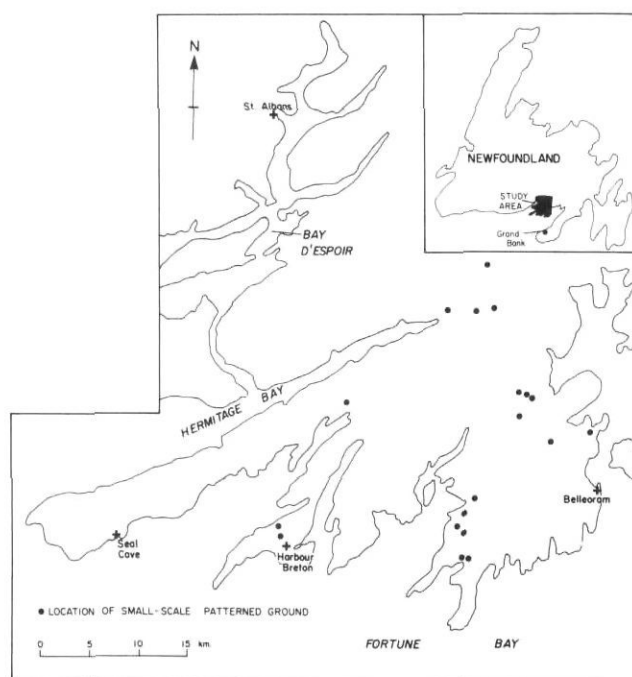 N
St. Albans
NEWFOUNDLAND
STUDY
AREA
Grand
Bank
BAY
D'ESPOIR
HERMITAGE BAY
Belleoram
Seal
Cove
Harbour
Breton
LOCATION OF SMALL-SCALE PATTERNED GROUND
0 5 10 15 km.
FORTUNE BAY